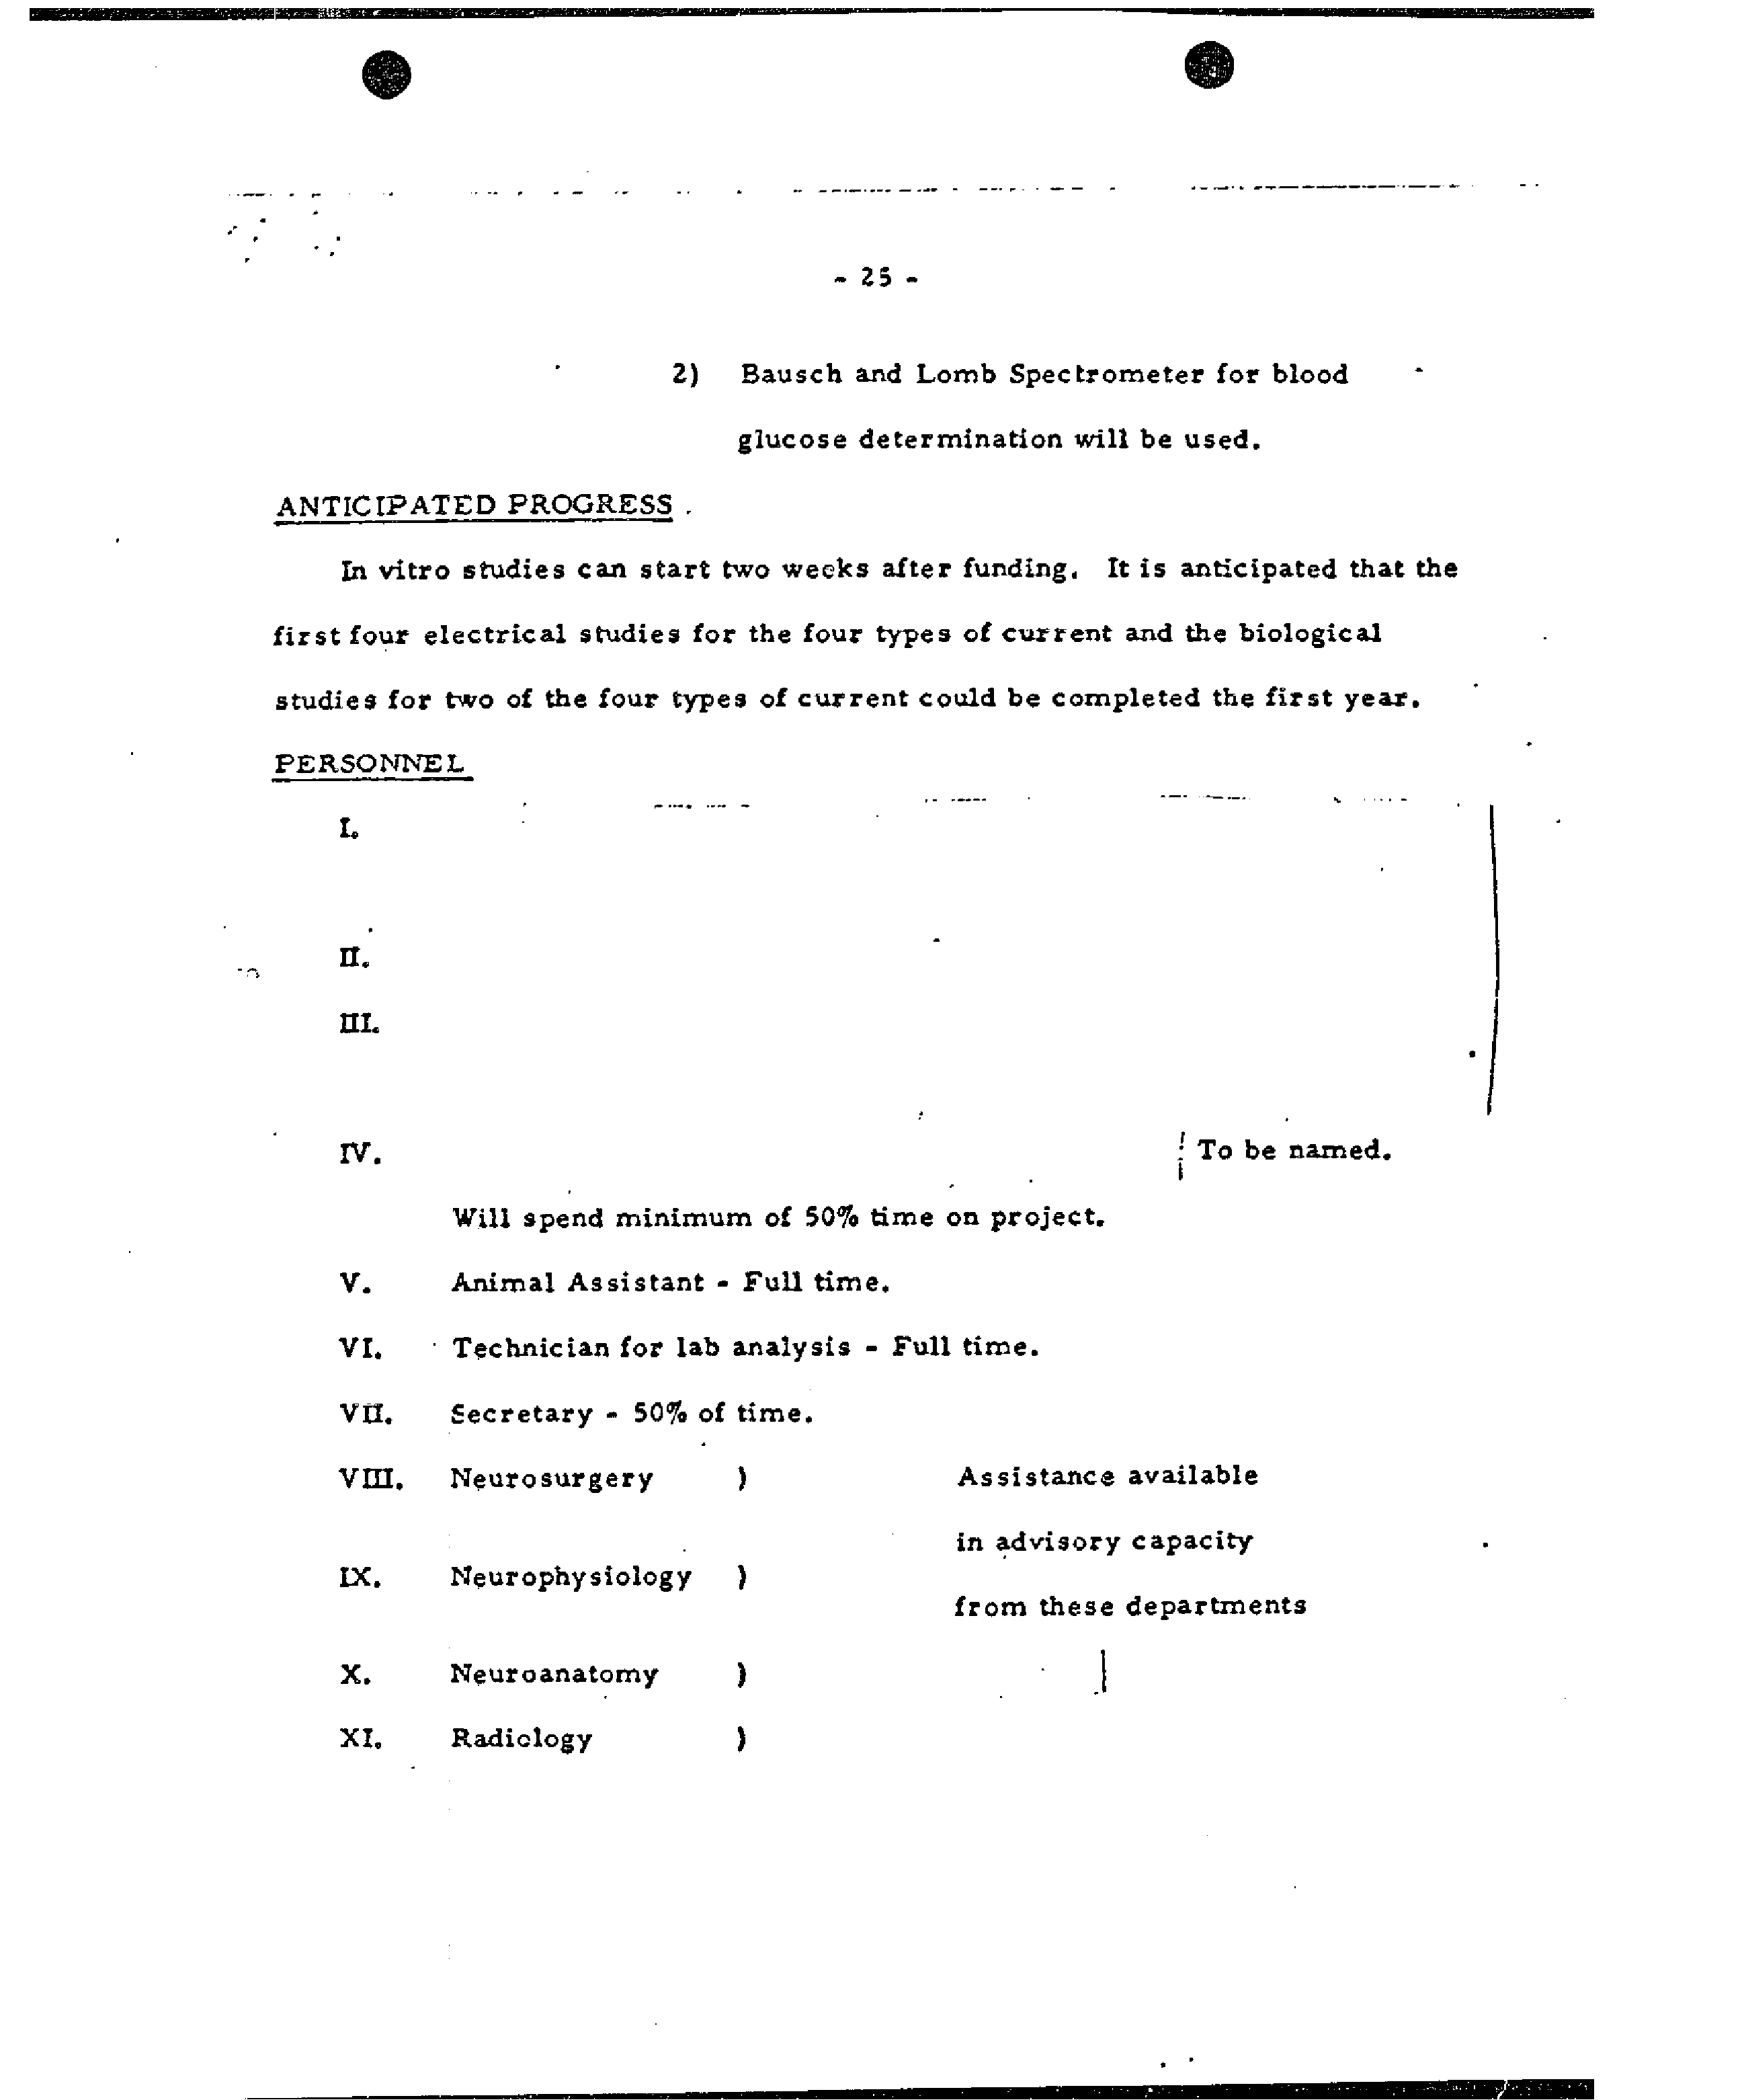 - 25 -
2) Bausch and Lomb Spectrometer for blood
glucose determination will be used.
ANTICIPATED PROGRESS .
In vitro studies can start two weeks after funding. It is anticipated that the
first four electrical studies for the four types of current and the biological
studies for two of the four types of current could be completed the first year.
PERSONNEL
I.
II.
III.
IV. To be named.
Will spend minimum of 50% time on project.
V. Animal Assistant - Full time.
VI. Technician for lab analysis - Full time.
VII. Secretary - 50% of time.
VIII. Neurosurgery ) Assistance available
in advisory capacity
IX. Neurophysiology )
from these departments
X. Neuroanatomy )
XI. Radiology )